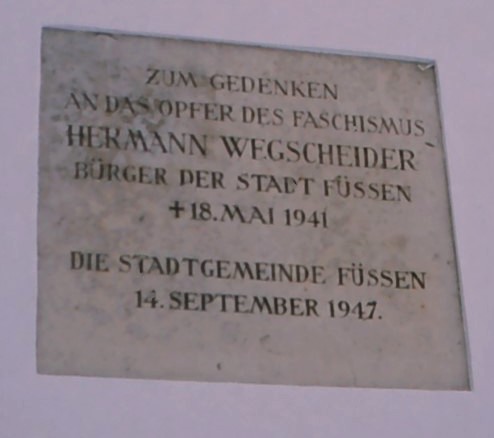 ZUM GEDENKEN
AN DAS OPFER DES FASCHISMUS
HERMANN WEGSCHEIDER
BÜRGER DER STADT FÜSSEN
✝18. MAI 1941
DIE STADTGEMEINDE FÜSSEN
14. SEPTEMBER 1947.